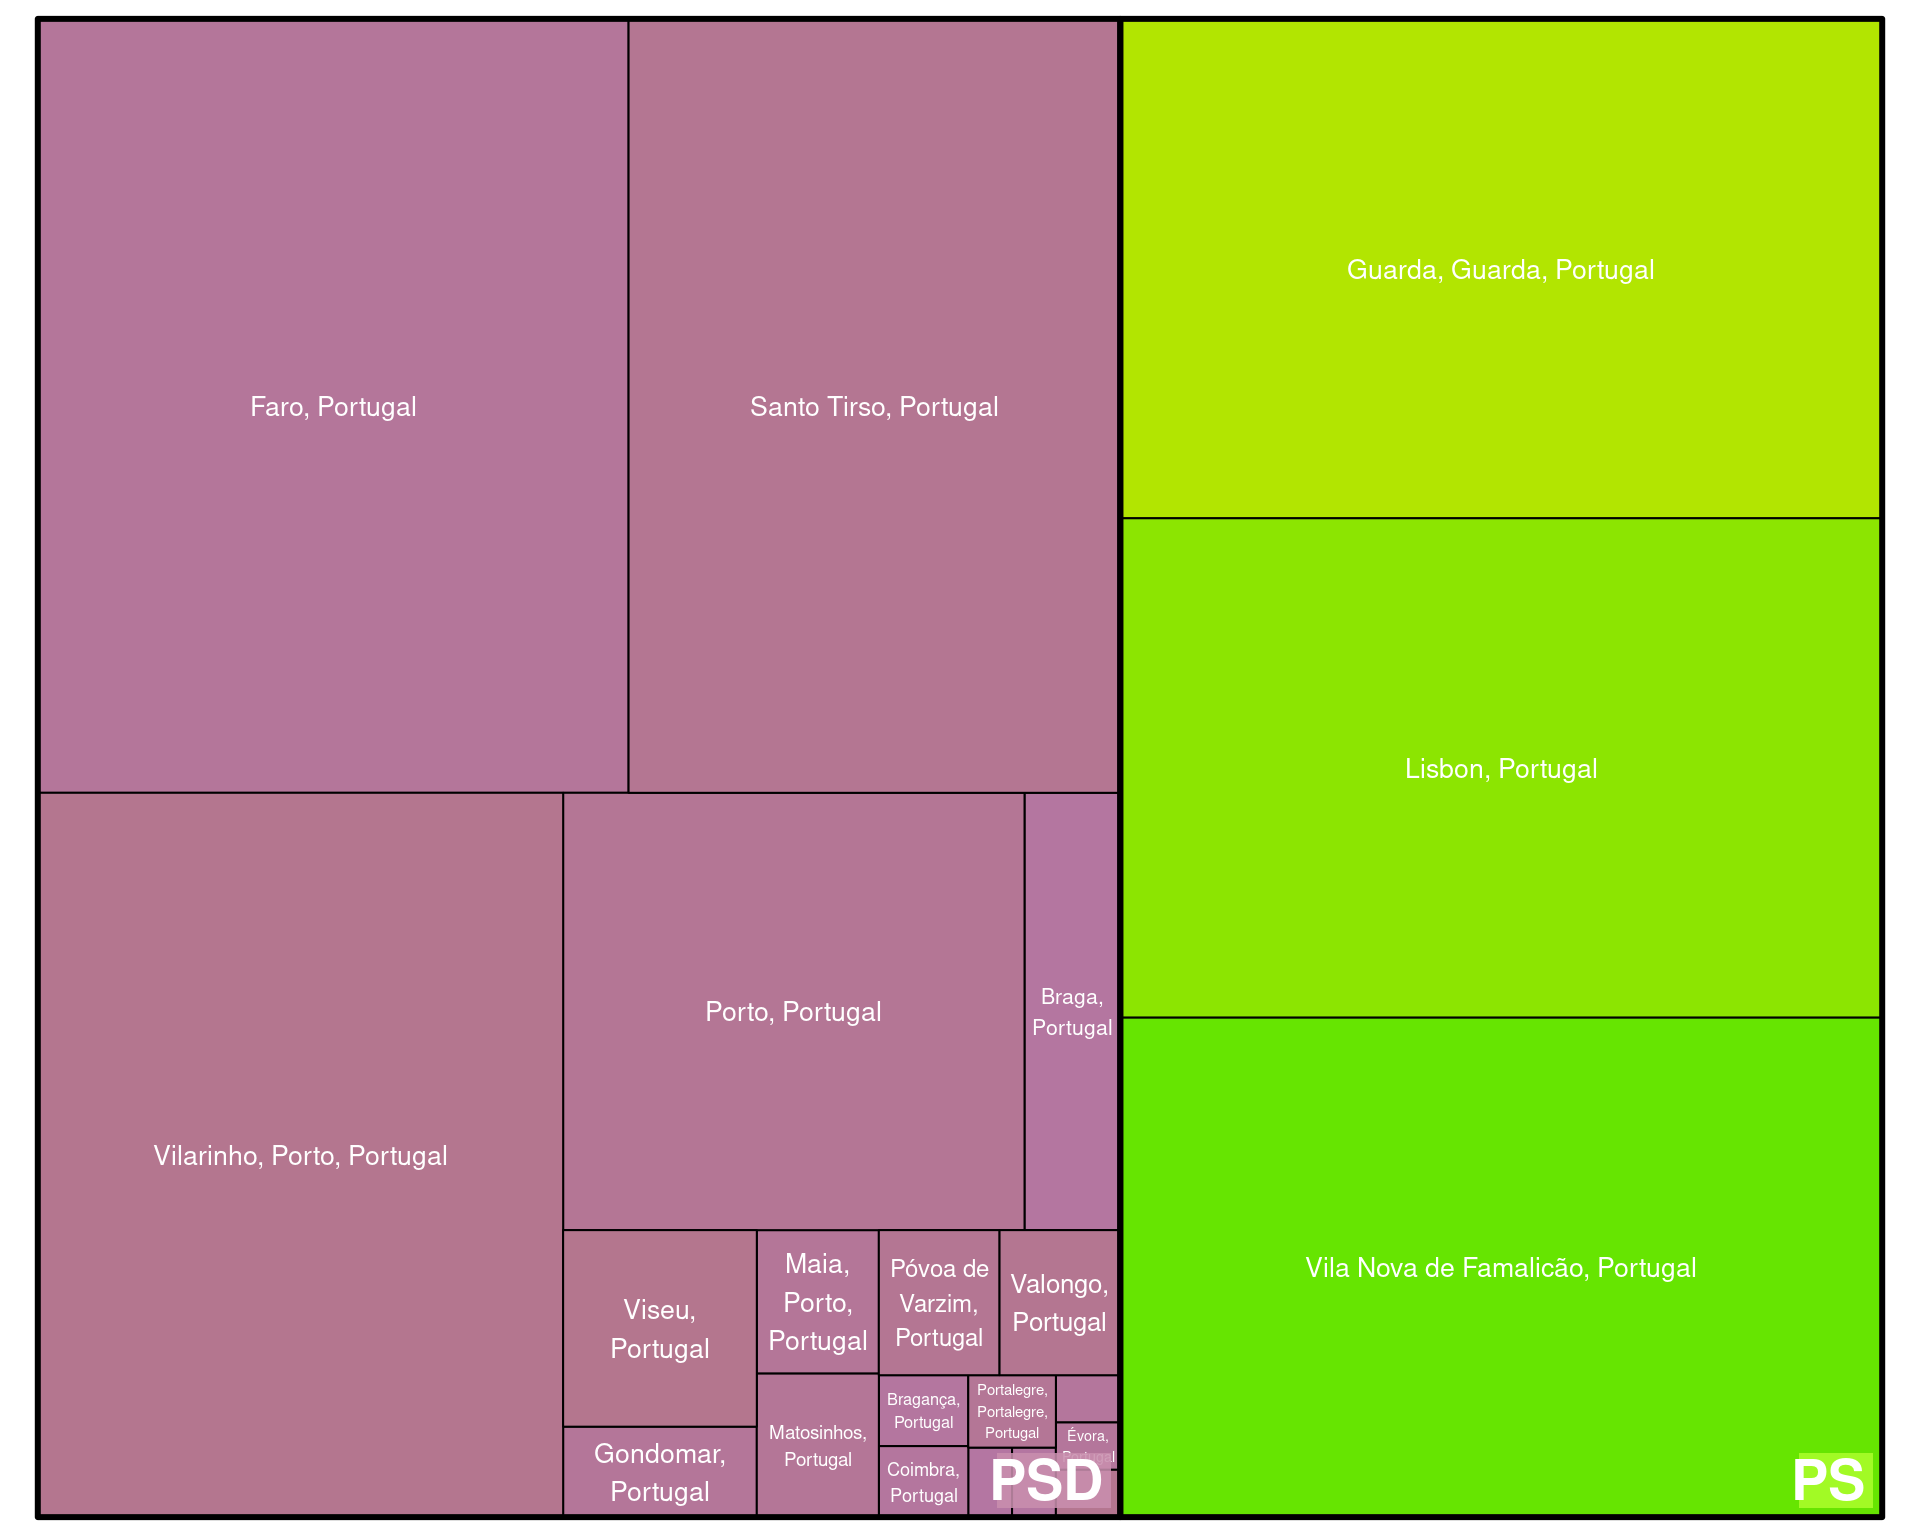 Faro, Portugal
Santo Tirso, Portugal
Guarda, Guarda, Portugal
Lisbon, Portugal
Vilarinho, Porto, Portugal
Porto, Portugal
Braga,
Portugal
Vila Nova de Famalicão, Portugal
Viseu,
Portugal
Maia,
Porto,
Portugal
Póvoa de
Varzim,
Portugal
Valongo,
Portugal
Gondomar,
Portugal
Matosinhos,
Portugal
Bragança,
Portugal
Portalegre,
Portalegre,
Portugal
Évora,
Portugal
Coimbra,
Portugal
PSD
PS